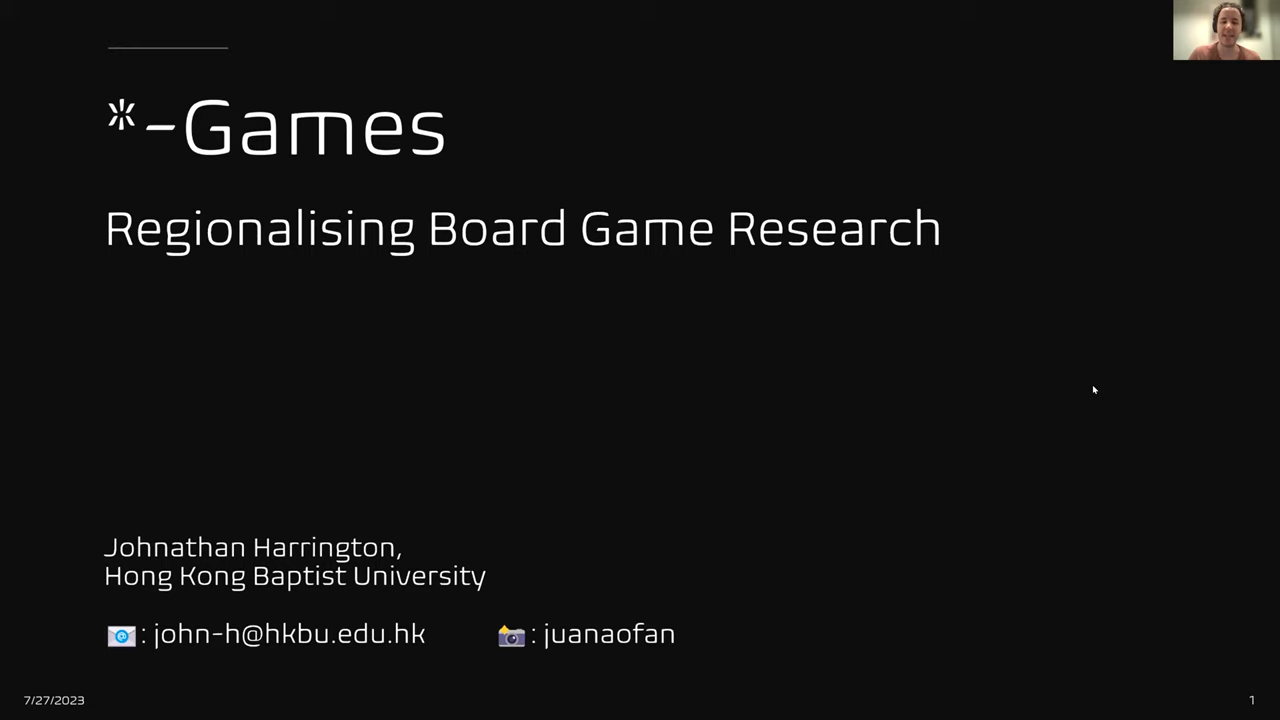 *-Games
Regionalising Board Game Research
Johnathan Harrington,
Hong Kong Baptist University
📧: john-h@hkbu.edu.hk
📸: juanaofan
7/27/2023
1